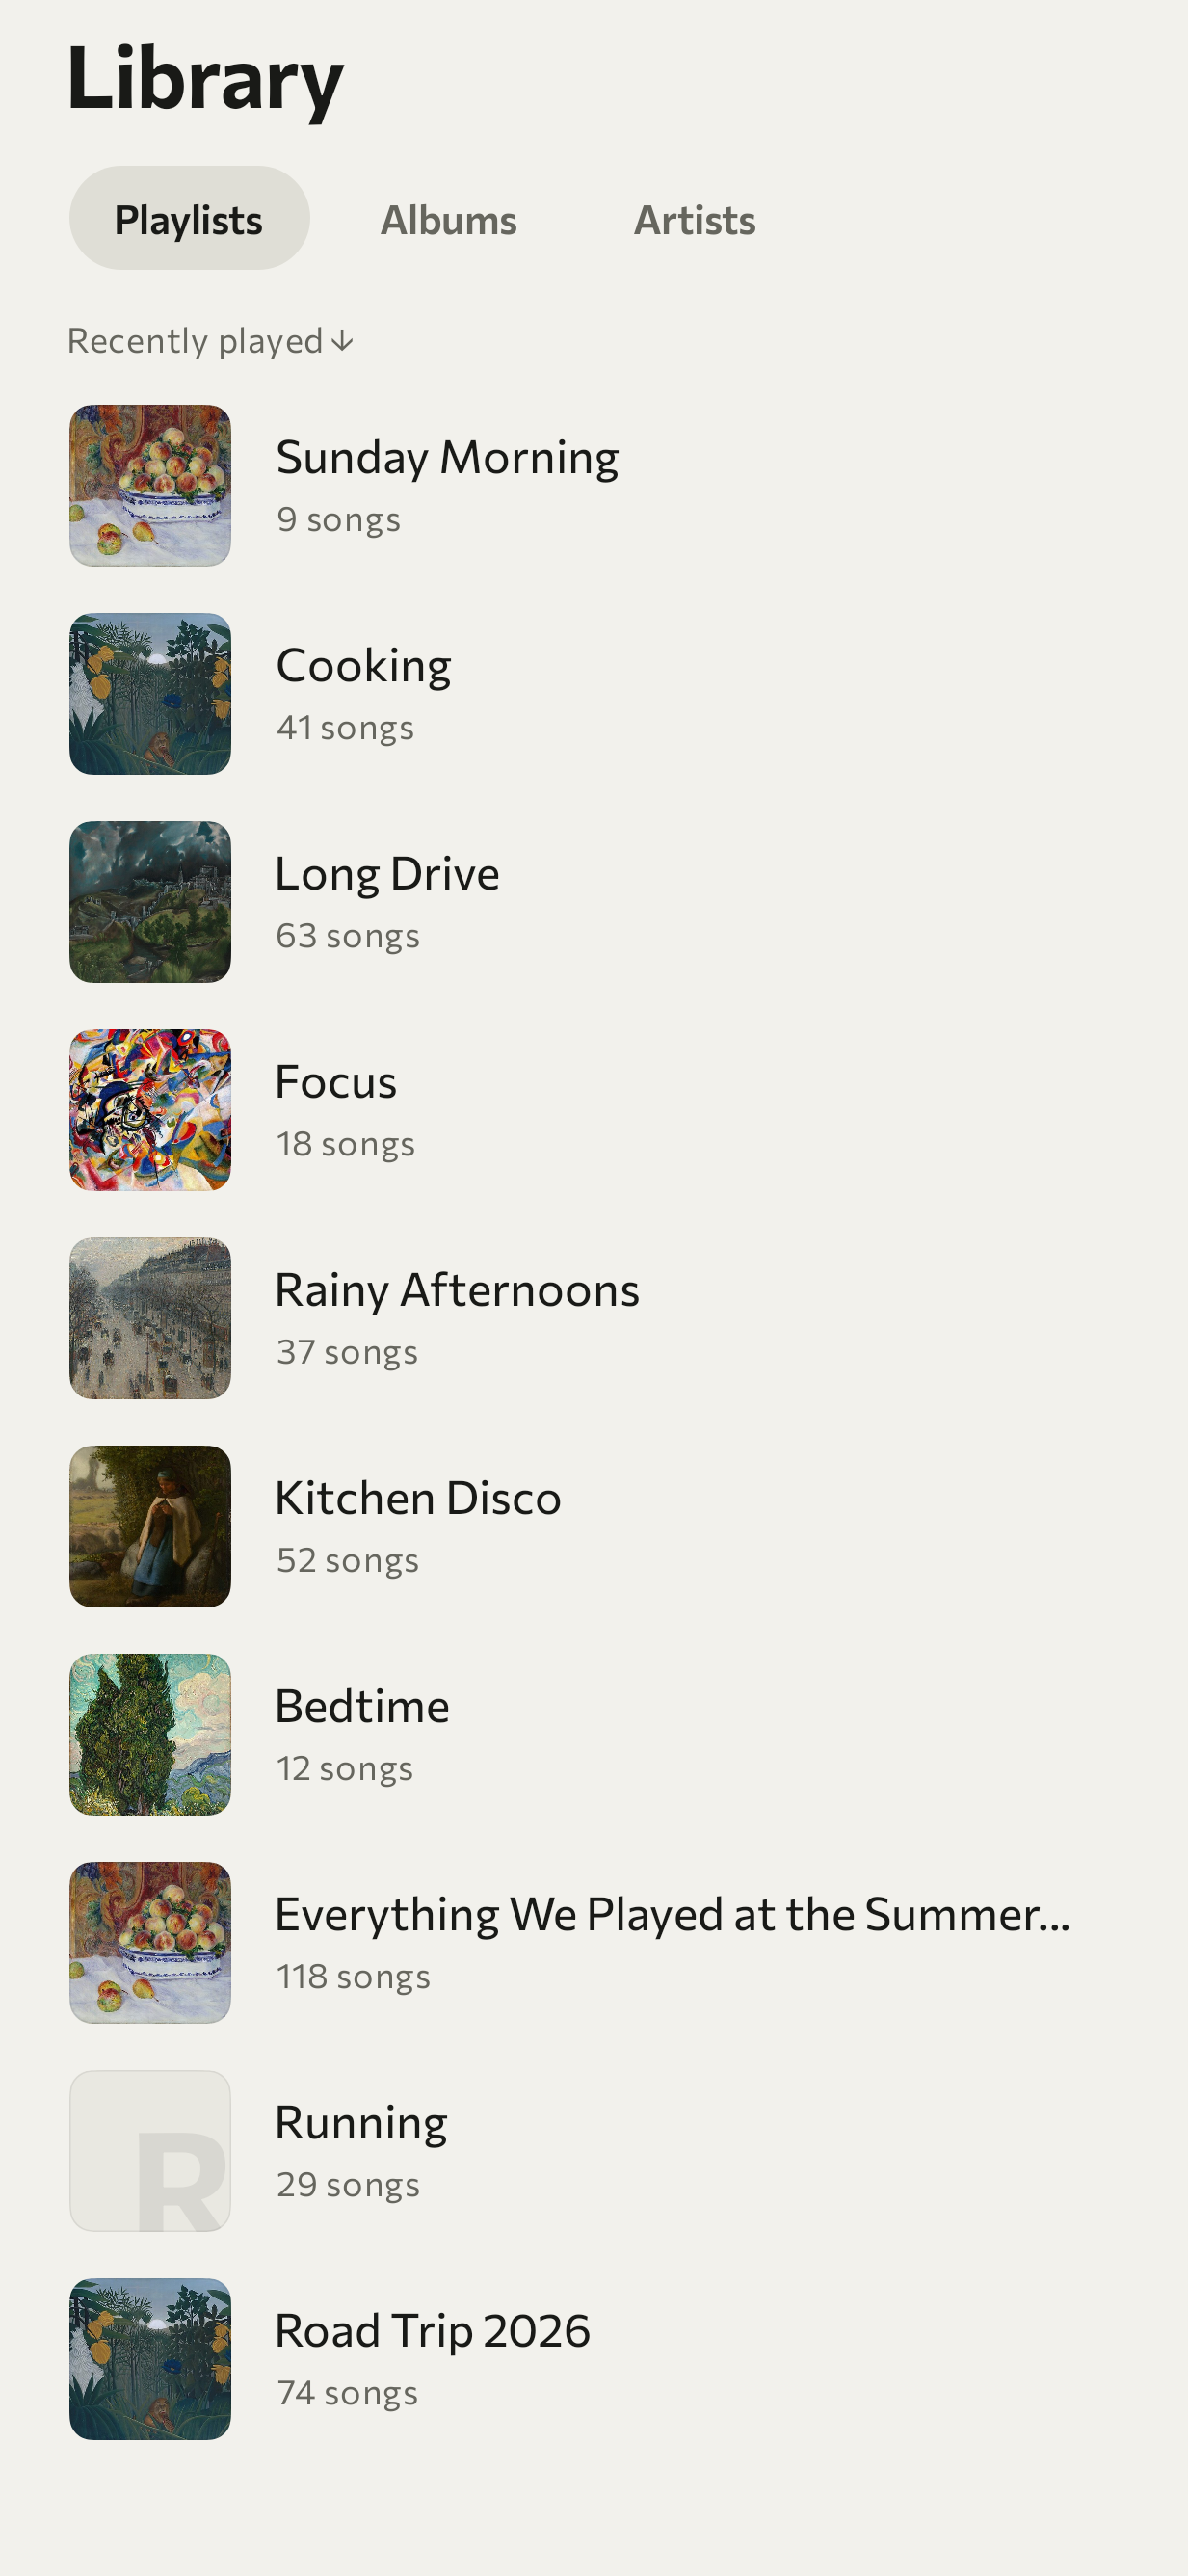 Library
Playlists Albums Artists
Recently played ↓
Sunday Morning
9 songs
Cooking
41 songs
Long Drive
63 songs
Focus
18 songs
Rainy Afternoons
37 songs
Kitchen Disco
52 songs
Bedtime
12 songs
Everything We Played at the Summer...
118 songs
R
Running
29 songs
Road Trip 2026
74 songs